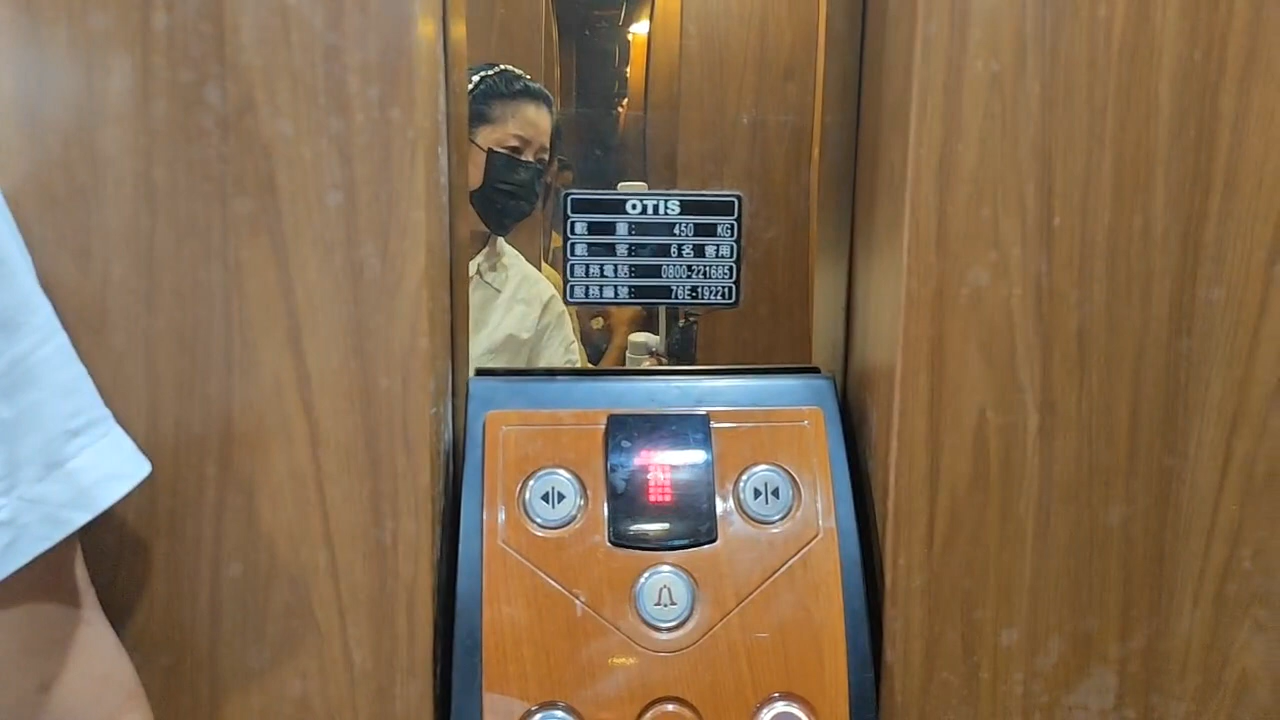 OTIS
載 重: 450 KG
載 客: 6名 客用
服務電話: 0800-221685
服務編號: 76E-19221
1